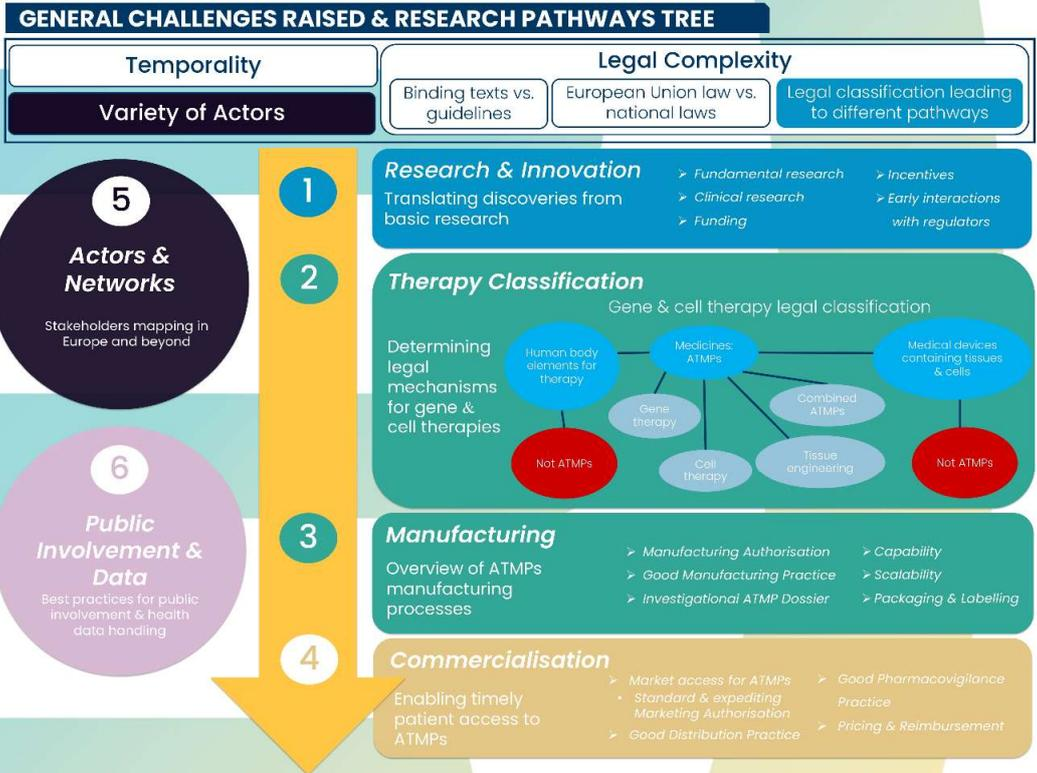 GENERAL CHALLENGES RAISED & RESEARCH PATHWAYS TREE
Temporality
Variety of Actors
Legal Complexity
Binding texts vs.
guidelines
European Union law vs.
national laws
Legal classification leading
to different pathways
5
Actors &
Networks
Stakeholders mapping in
Europe and beyond
6
Public
Involvement &
Data
Best practices for public
involvement & health
data handling
1
Research & Innovation
Translating discoveries from
basic research
➢ Fundamental research
➢ Clinical research
➢ Funding
➢ Incentives
➢ Early interactions
with regulators
2
Therapy Classification
Gene & cell therapy legal classification
Determining
legal
mechanisms
for gene &
cell therapies
Human body
elements for
therapy
Medicines:
ATMPs
Medical devices
containing tissues
& cells
Gene
therapy
Combined
ATMPs
Not ATMPs
Cell
therapy
Tissue
engineering
Not ATMPs
3
Manufacturing
Overview of ATMPs
manufacturing
processes
➢ Manufacturing Authorisation
➢ Good Manufacturing Practice
➢ Investigational ATMP Dossier
➢ Capability
➢ Scalability
➢ Packaging & Labelling
4
Commercialisation
Enabling timely
patient access to
ATMPs
➢ Market access for ATMPs
• Standard & expediting
Marketing Authorisation
➢ Good Distribution Practice
➢ Good Pharmacovigilance
Practice
➢ Pricing & Reimbursement